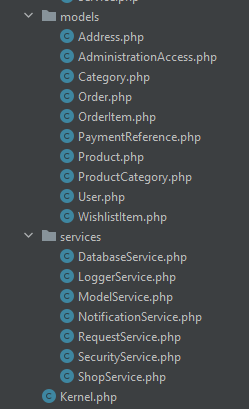 models
Address.php
AdministrationAccess.php
Category.php
Order.php
OrderItem.php
PaymentReference.php
Product.php
ProductCategory.php
User.php
WishlistItem.php
services
DatabaseService.php
LoggerService.php
ModelService.php
NotificationService.php
RequestService.php
SecurityService.php
ShopService.php
Kernel.php